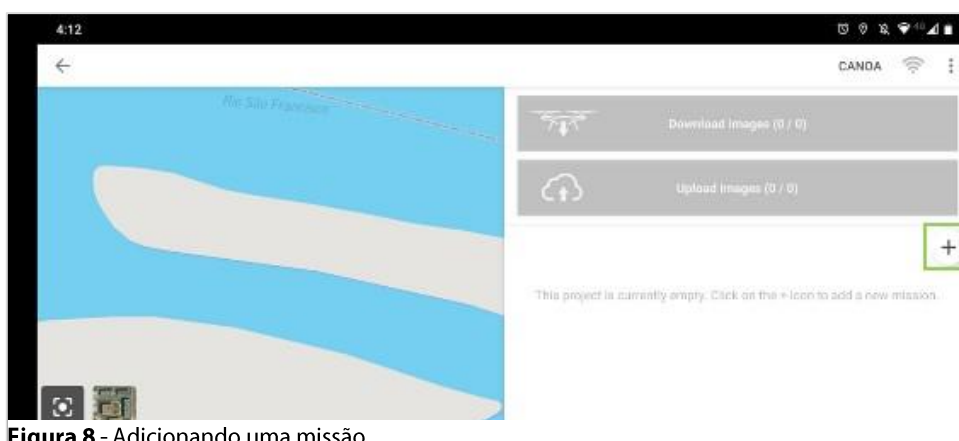 4:12
4G
CANOA
Rio São Francisco
Download images (0 / 0)
Upload images (0 / 0)
+
This project is currently empty. Click on the + icon to add a new mission.
Figura 8 - Adicionando uma missão